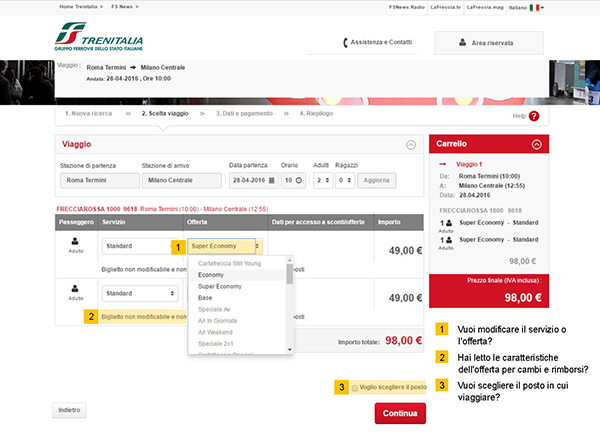 Home Trenitalia » FS News »
FSNews Radio LaFreccia.tv LaFreccia.mag Italiano
TRENITALIA
GRUPPO FERROVIE DELLO STATO ITALIANE
Assistenza e Contatti
Area riservata
Viaggio : Roma Termini → Milano Centrale
Andata: 28-04-2016 , Ore 10:00
1. Nuova ricerca » 2. Scelta viaggio » 3. Dati e pagamento » 4. Riepilogo
Help ?
Viaggio
Stazione di partenza Stazione di arrivo Data partenza Orario Adulti Ragazzi
Roma Termini Milano Centrale 28-04-2016 10 2 0 Aggiorna
FRECCIAROSSA 1000 9618 Roma Termini (10:00) - Milano Centrale (12:55)
Passeggero Servizio Offerta Dati per accesso a sconti/offerte Importo
Adulto Standard 1 Super Economy 49,00 €
Biglietto non modificabile e non posti
Cartafreccia Still Young
Economy
Super Economy
Base
Speciale Av
A/r In Giornata
A/r Weekend
Speciale 2x1
Cartafreccia Special
Adulto Standard 49,00 €
2 Biglietto non modificabile e non posti
Importo totale: 98,00 €
3 Voglio scegliere il posto
Indietro
Continua
Carrello
→ Viaggio 1
Da: Roma Termini (10:00)
A: Milano Centrale (12:55)
Data: 28.04.2016
FRECCIAROSSA 1000 9618
1 Super Economy - Standard
Adulto
1 Super Economy - Standard
Adulto
98,00 €
Prezzo finale (IVA inclusa) :
98,00 €
1 Vuoi modificare il servizio o
l'offerta?
2 Hai letto le caratteristiche
dell'offerta per cambi e rimborsi?
3 Vuoi scegliere il posto in cui
viaggiare?